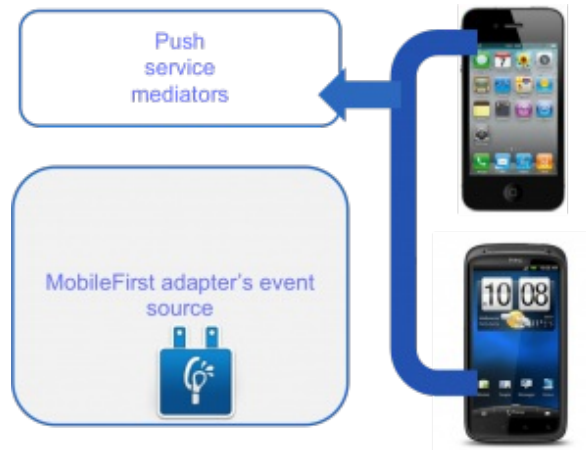 Push
service
mediators
MobileFirst adapter's event
source
10 08